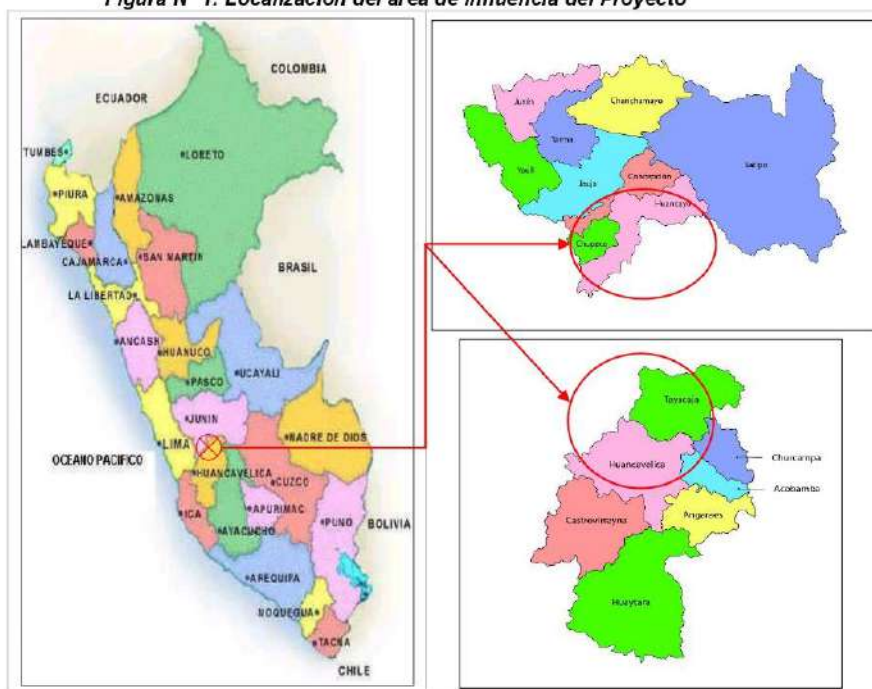 Figura N° 1. Localización del área de influencia del Proyecto
COLOMBIA
ECUADOR
TUMBES
LORETO
PIURA
AMAZONAS
LAMBAYEQUE
CAJAMARCA
SAN MARTIN
BRASIL
LA LIBERTAD
ANCASH
HUANUCO
PASCO
UCAYALI
JUNIN
LIMA
MADRE DE DIOS
OCEANO PACIFICO
HUANCAVELICA
CUZCO
ICA
APURIMAC
PUNO
AYACUCHO
BOLIVIA
AREQUIPA
MOQUEGUA
TACNA
CHILE
Junín
Chanchamayo
Tarma
Satipo
Yauli
Jauja
Concepción
Huancayo
Chupaca
Tayacaja
Huancavelica
Churcampa
Acobamba
Castrovirreyna
Angaraes
Huaytara